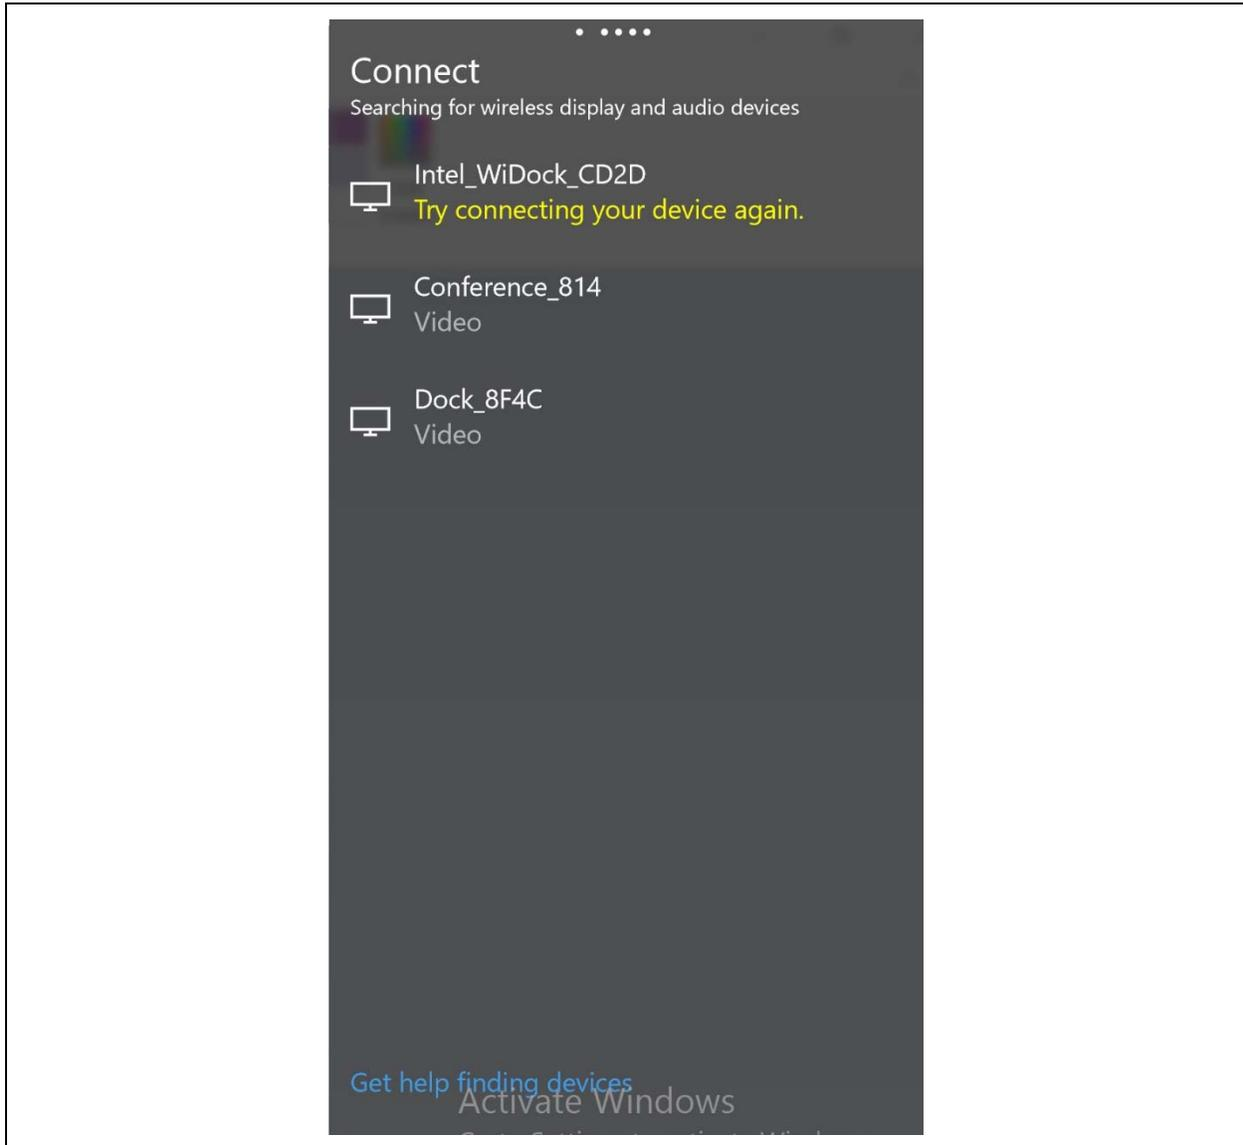 Connect
Searching for wireless display and audio devices
Intel_WiDock_CD2D
Try connecting your device again.
Conference_814
Video
Dock_8F4C
Video
Get help finding devices
Activate Windows